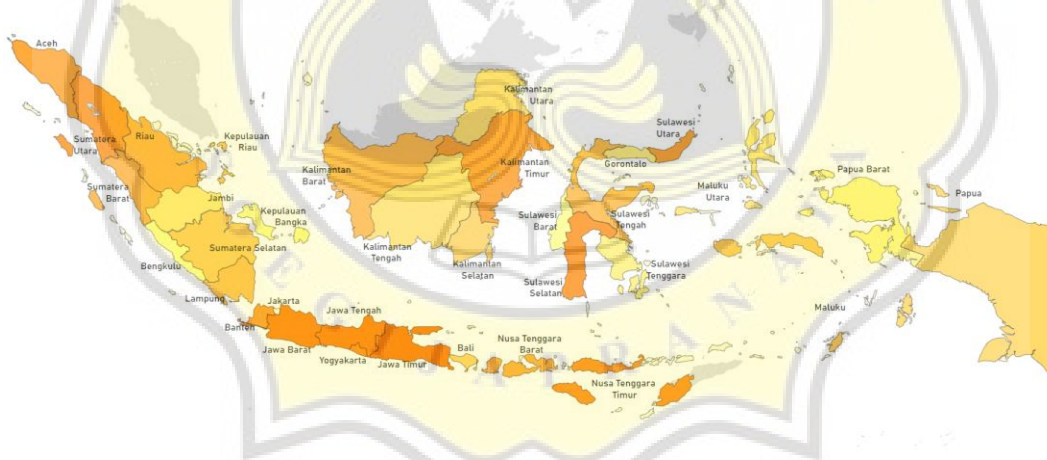 Aceh
Sumatera
Utara
Riau
Kepulauan
Riau
Sumatera
Barat
Jambi
Kepulauan
Bangka
Sumatera Selatan
Bengkulu
Lampung
Jakarta
Banten
Jawa Tengah
Jawa Barat
Yogyakarta
Jawa Timur
Bali
Nusa Tenggara
Barat
Nusa Tenggara
Timur
Kalimantan
Utara
Kalimantan
Barat
Kalimantan
Timur
Kalimantan
Tengah
Kalimantan
Selatan
Sulawesi
Utara
Gorontalo
Sulawesi
Barat
Sulawesi
Tengah
Sulawesi
Selatan
Sulawesi
Tenggara
Maluku
Utara
Maluku
Papua Barat
Papua